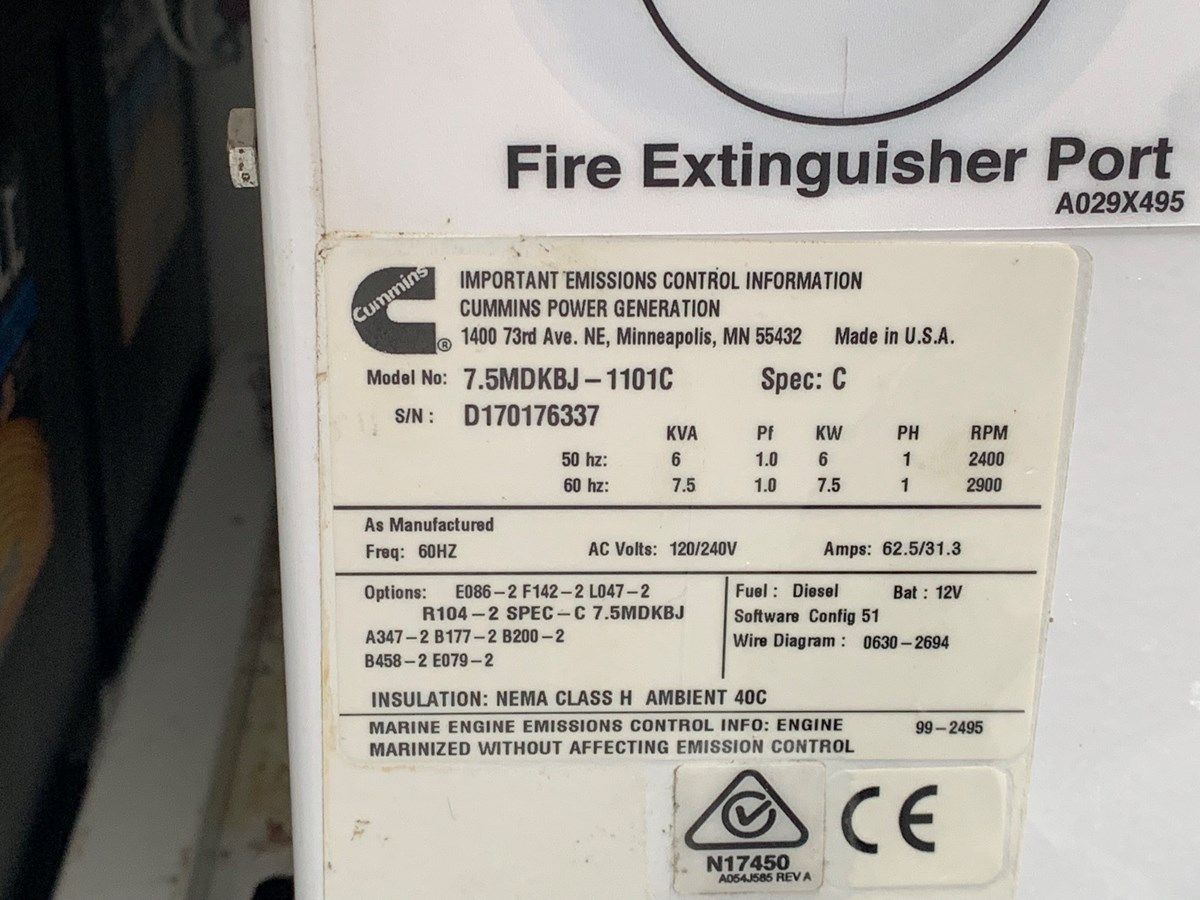 Fire Extinguisher Port
A029X495
Cummins ®
IMPORTANT EMISSIONS CONTROL INFORMATION
CUMMINS POWER GENERATION
1400 73rd Ave. NE, Minneapolis, MN 55432 Made in U.S.A.
Model No: 7.5MDKBJ-1101C Spec: C
S/N: D170176337
KVA Pf KW PH RPM
50 hz: 6 1.0 6 1 2400
60 hz: 7.5 1.0 7.5 1 2900
As Manufactured
Freq: 60HZ AC Volts: 120/240V Amps: 62.5/31.3
Options: E086-2 F142-2 L047-2
R104-2 SPEC-C 7.5MDKBJ
A347-2 B177-2 B200-2
B458-2 E079-2
Fuel: Diesel Bat: 12V
Software Config 51
Wire Diagram: 0630-2694
INSULATION: NEMA CLASS H AMBIENT 40C
MARINE ENGINE EMISSIONS CONTROL INFO: ENGINE 99-2495
MARINIZED WITHOUT AFFECTING EMISSION CONTROL
N17450
A054J585 REV A
CE